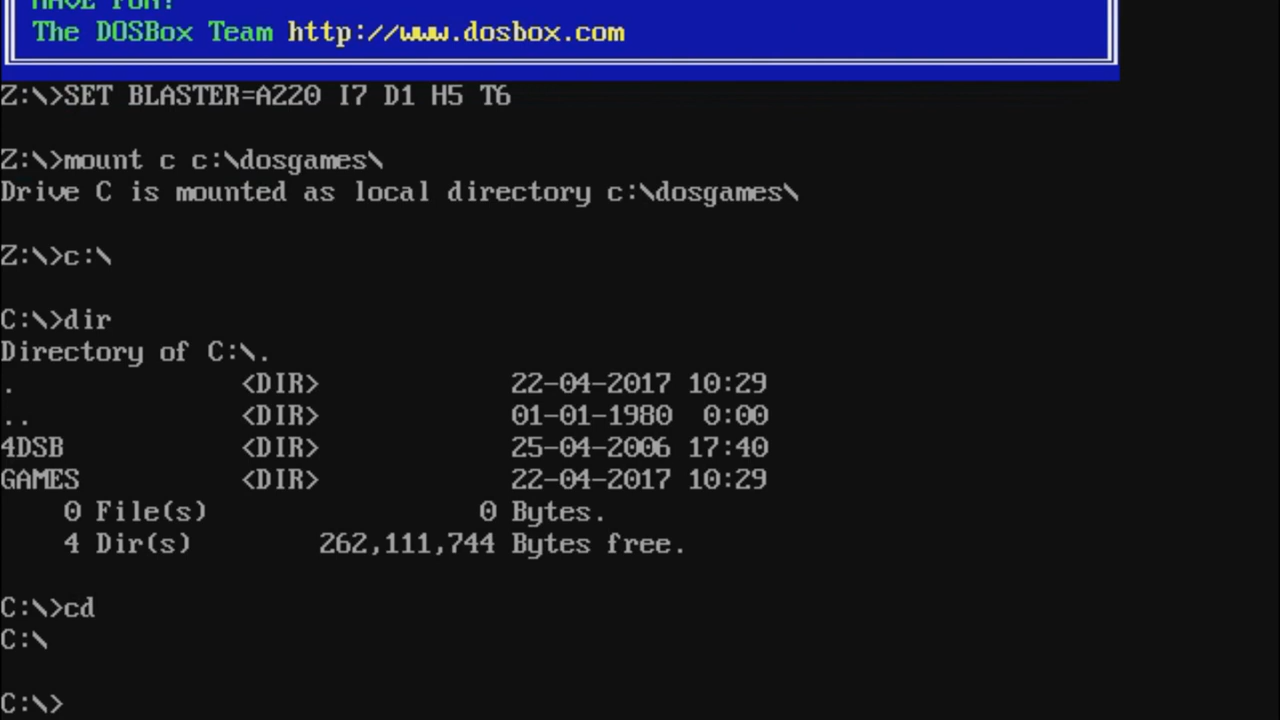 HAVE FUN!
The DOSBox Team http://www.dosbox.com
Z:\>SET BLASTER=A220 I7 D1 H5 T6
Z:\>mount c c:\dosgames\
Drive C is mounted as local directory c:\dosgames\
Z:\>c:\
C:\>dir
Directory of C:\.
. <DIR> 22-04-2017 10:29
.. <DIR> 01-01-1980 0:00
4DSB <DIR> 25-04-2006 17:40
GAMES <DIR> 22-04-2017 10:29
0 File(s) 0 Bytes.
4 Dir(s) 262,111,744 Bytes free.
C:\>cd
C:\
C:\>